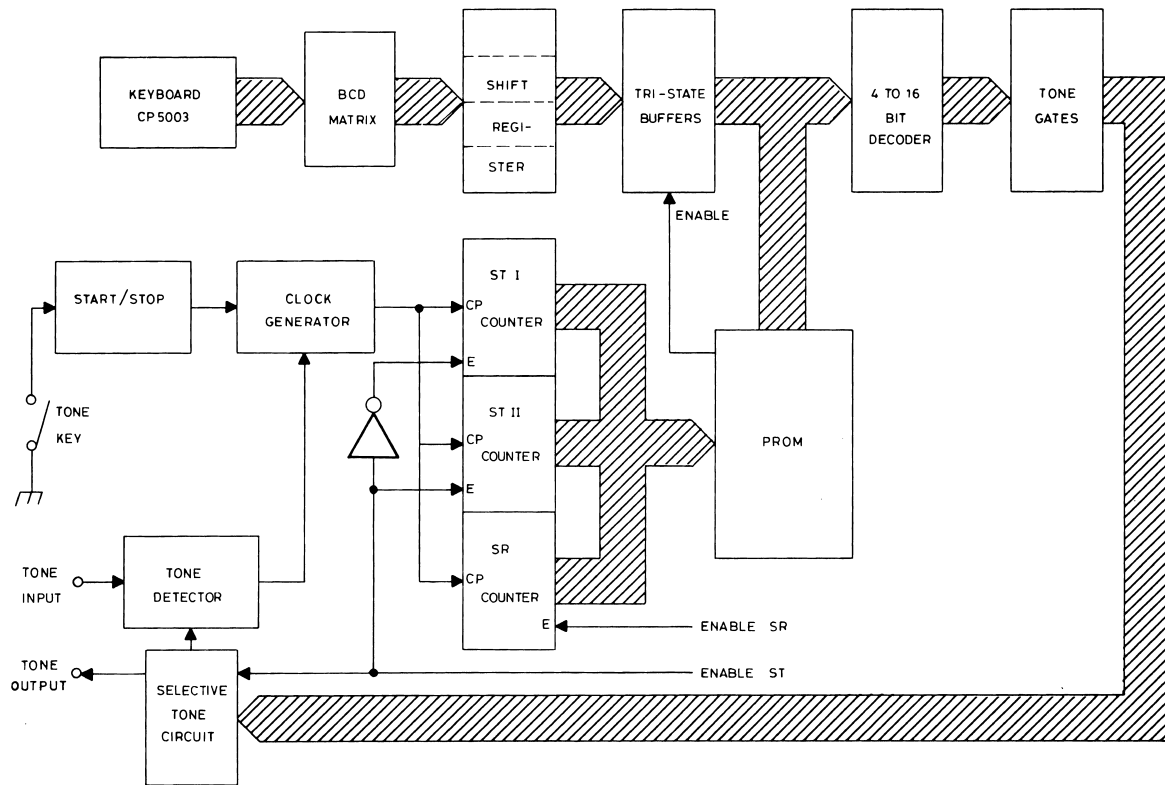 KEYBOARD
CP5003
BCD
MATRIX
SHIFT
REGI-
STER
TRI-STATE
BUFFERS
4 TO 16
BIT
DECODER
TONE
GATES
ENABLE
START/STOP
CLOCK
GENERATOR
ST I
CP
COUNTER
E
ST II
CP
COUNTER
E
SR
CP
COUNTER
E
PROM
TONE
KEY
TONE
INPUT
TONE
DETECTOR
ENABLE SR
TONE
OUTPUT
ENABLE ST
SELECTIVE
TONE
CIRCUIT